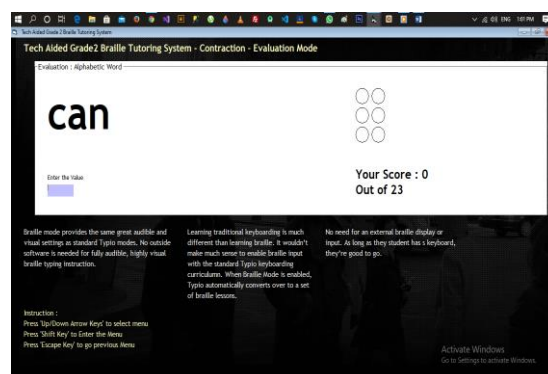 ENG 1:41 PM
Tech Aided Grade2 Braille Tutoring System
Tech Aided Grade2 Braille Tutoring System - Contraction - Evaluation Mode
Evaluation : Alphabetic Word
can
Enter the Value
Your Score : 0
Out of 23
Braille mode provides the same great audible and
visual settings as standard Typio modes. No outside
software is needed for fully audible, highly visual
braille typing instruction.
Learning traditional keyboarding is much
different than learning braille. It wouldn't
make much sense to enable braille input
with the standard Typio keyboarding
curriculumn. When Braille Mode is enabled,
Typio automatically converts over to a set
of braille lessons.
No need for an external braille display or
input. As long as they student has s keyboard,
they're good to go.
Instruction :
Press 'Up/Down Arrow Keys' to select menu
Press 'Shift Key' to Enter the Menu
Press 'Escape Key' to go previous Menu
Activate Windows
Go to Settings to activate Windows.